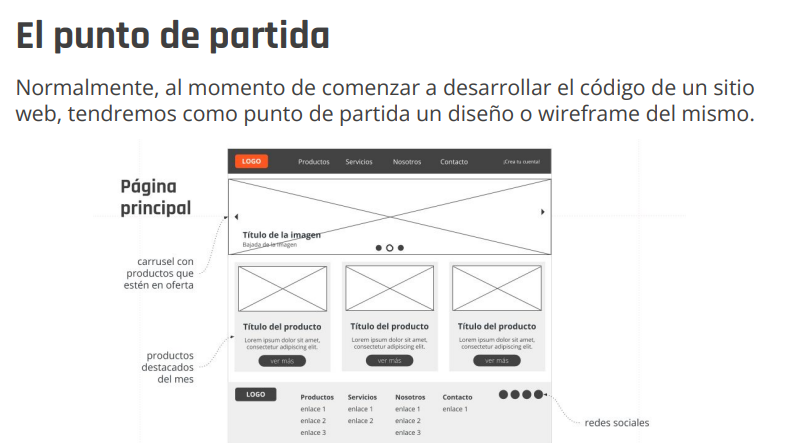 El punto de partida
Normalmente, al momento de comenzar a desarrollar el código de un sitio
web, tendremos como punto de partida un diseño o wireframe del mismo.
LOGO Productos Servicios Nosotros Contacto ¡Crea tu cuenta!
Página
principal
Título de la imagen
Bajada de la imagen
carrusel con
productos que
estén en oferta
Título del producto Título del producto Título del producto
Lorem ipsum dolor sit amet, Lorem ipsum dolor sit amet, Lorem ipsum dolor sit amet,
consectetur adipiscing elit. consectetur adipiscing elit. consectetur adipiscing elit.
ver más ver más ver más
productos
destacados
del mes
LOGO Productos Servicios Nosotros Contacto
enlace 1 enlace 1 enlace 1 enlace 1
enlace 2 enlace 2 enlace 2
enlace 3 enlace 3
redes sociales